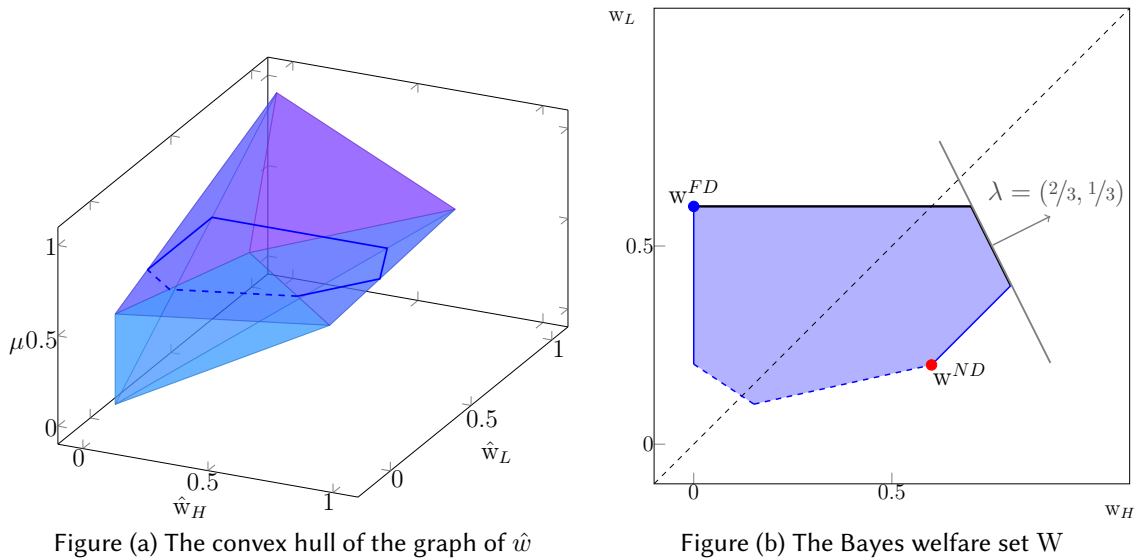 1
μ0.5
0
0
0.5
1
ŵ_H
0
0.5
1
ŵ_L
Figure (a) The convex hull of the graph of ŵ
w_L
w^{FD}
λ = (2/3, 1/3)
0.5
w^{ND}
0
0
0.5
w_H
Figure (b) The Bayes welfare set W